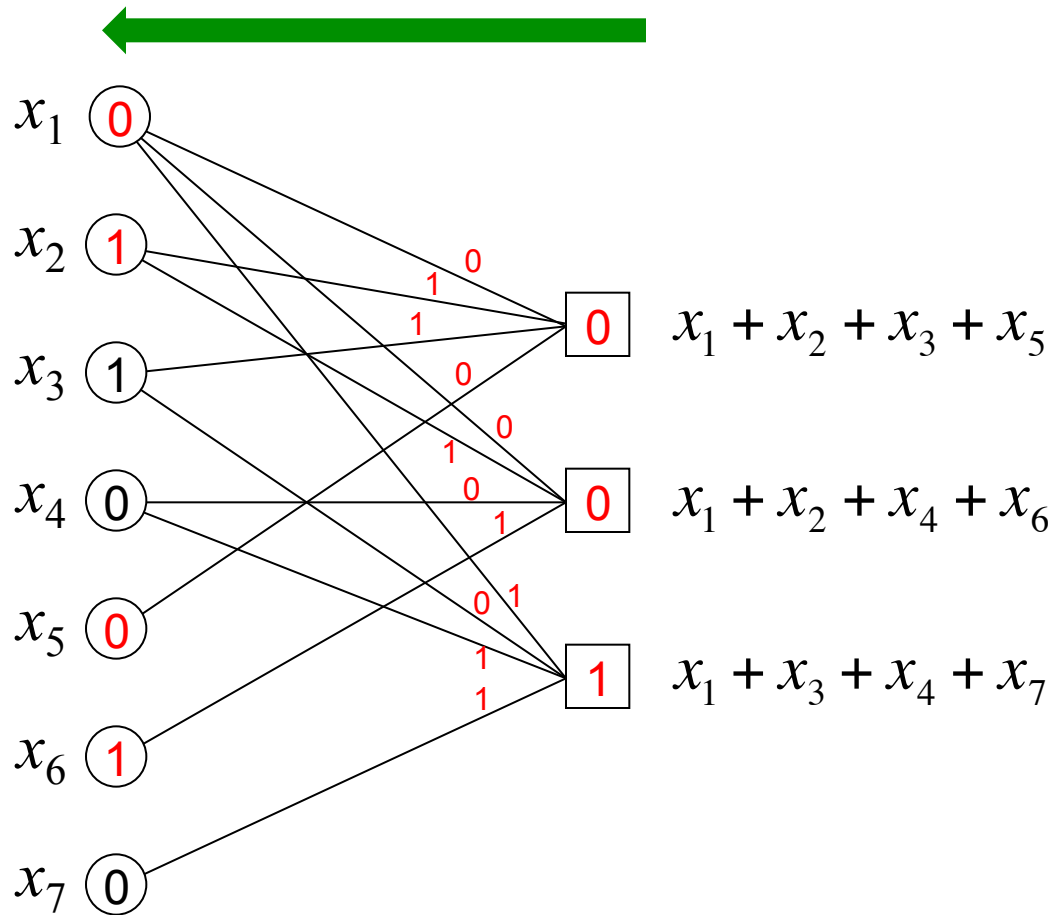 x₁ 0
0
x₂ 1
1
1
0 x₁ + x₂ + x₃ + x₅
x₃ 1
0
0
1
0
x₄ 0
0 x₁ + x₂ + x₄ + x₆
1
0 1
x₅ 0
1
1 x₁ + x₃ + x₄ + x₇
1
x₆ 1
x₇ 0